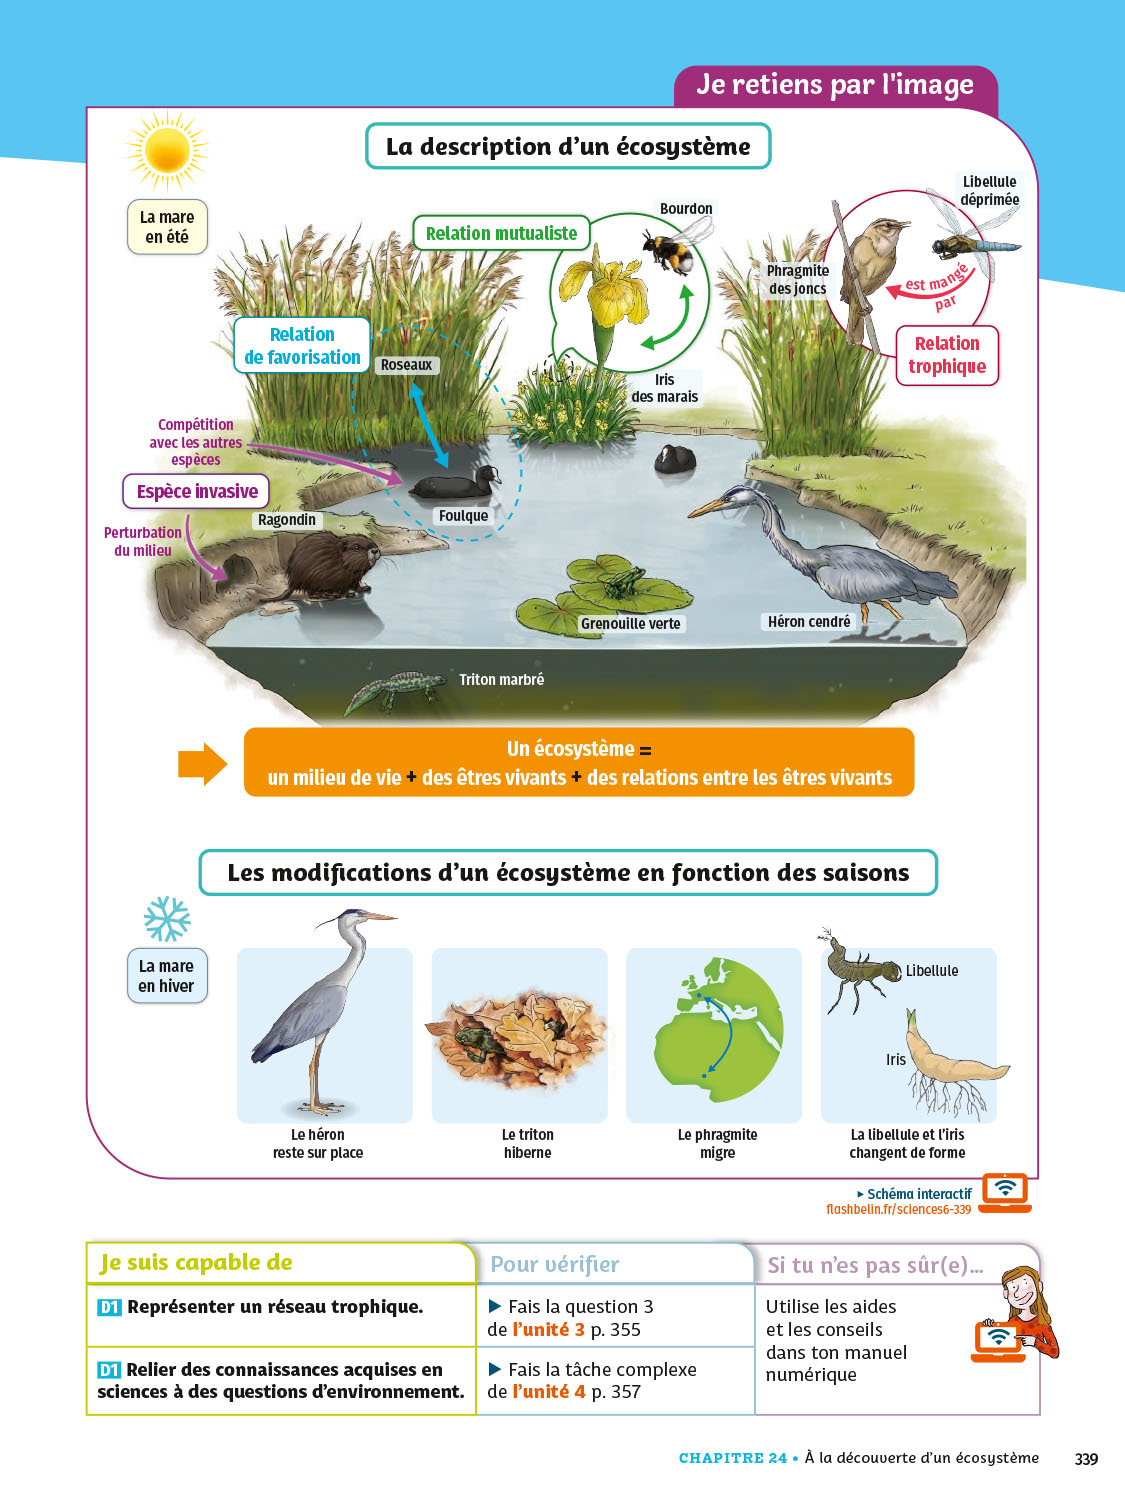 Je retiens par l'image
La description d'un écosystème
La mare
en été
Relation mutualiste
Bourdon
Libellule
déprimée
Phragmite
des joncs
est mangé
par
Relation
trophique
Relation
de favorisation
Roseaux
Iris
des marais
Compétition
avec les autres
espèces
Espèce invasive
Ragondin
Foulque
Perturbation
du milieu
Grenouille verte
Héron cendré
Triton marbré
Un écosystème =
un milieu de vie + des êtres vivants + des relations entre les êtres vivants
Les modifications d'un écosystème en fonction des saisons
La mare
en hiver
Libellule
Iris
Le héron
reste sur place
Le triton
hiberne
Le phragmite
migre
La libellule et l'iris
changent de forme
▸ Schéma interactif
flashbelin.fr/sciences6-339
Je suis capable de
Pour vérifier
Si tu n'es pas sûr(e)...
D1 Représenter un réseau trophique.
▶ Fais la question 3
de l'unité 3 p. 355
Utilise les aides
et les conseils
dans ton manuel
numérique
D1 Relier des connaissances acquises en
sciences à des questions d'environnement.
▶ Fais la tâche complexe
de l'unité 4 p. 357
CHAPITRE 24 • À la découverte d'un écosystème
339